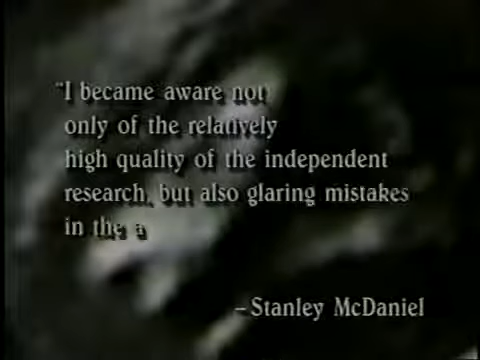 "I became aware not
only of the relatively
high quality of the independent
research, but also glaring mistakes
in the a
– Stanley McDaniel